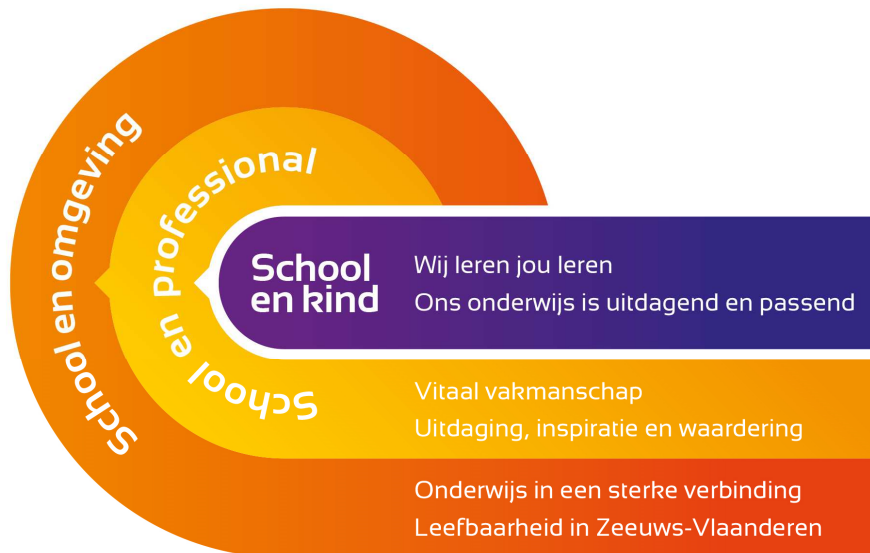 School en omgeving
School en professional
School
en kind
Wij leren jou leren
Ons onderwijs is uitdagend en passend
Vitaal vakmanschap
Uitdaging, inspiratie en waardering
Onderwijs in een sterke verbinding
Leefbaarheid in Zeeuws-Vlaanderen